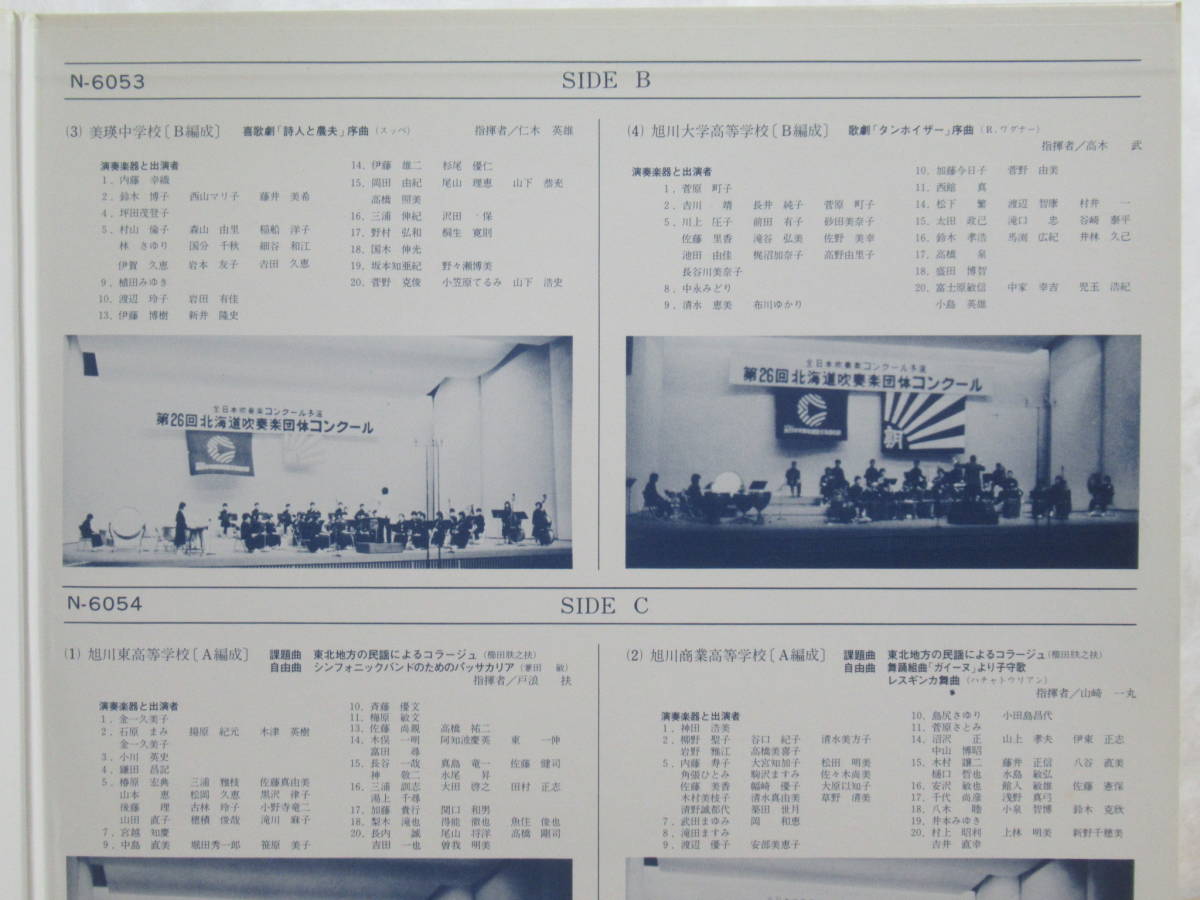 N-6053
SIDE B
(3) 美瑛中学校〔B編成〕 喜歌劇「詩人と農夫」序曲(スッペ) 指揮者/仁木 英雄
演奏楽器と出演者
1. 内藤 幸織
2. 鈴木 博子 西山マリ子 藤井 美希
4. 坪田茂登子
5. 村山 倫子 森山 由里 稲船 洋子
林 さゆり 国分 千秋 細谷 和江
伊賀 久恵 岩本 友子 吉田 久恵
9. 植田みゆき
10. 渡辺 玲子 岩田 有佳
13. 伊藤 博樹 新井 隆史
14. 伊藤 雄二 杉尾 優仁
15. 岡田 由紀 尾山 理恵 山下 恭充
高橋 照美
16. 三浦 伸紀 沢田 保
17. 野村 弘和 桐生 寛則
18. 国木 伸光
19. 坂本知亜紀 野々瀬博美
20. 菅野 克俊 小笠原てるみ 山下 浩史
全日本吹奏楽コンクール予選
第26回北海道吹奏楽団体コンクール
(4) 旭川大学高等学校〔B編成〕 歌劇「タンホイザー」序曲(R.ワグナー)
指揮者/高木 武
演奏楽器と出演者
1. 菅原 町子
2. 吉川 靖 長井 純子 菅原 町子
5. 川上 圧子 前田 有子 砂田美奈子
佐藤 里香 滝谷 弘美 佐野 美幸
池田 由佳 梶沼加奈子 高野由里子
長谷川美奈子
8. 中永みどり
9. 清水 恵美 布川ゆかり
10. 加藤今日子 菅野 由美
11. 西館 真
14. 松下 繁 渡辺 智康 村井 一
15. 太田 政己 滝口 忠 谷崎 泰平
16. 鈴木 孝浩 馬渕 広紀 井林 久己
17. 高橋 泉
18. 盛田 博智
20. 富士原敏信 中家 幸吉 児玉 浩紀
小島 英雄
全日本吹奏楽コンクール予選
第26回北海道吹奏楽団体コンクール
朝
N-6054
SIDE C
(1) 旭川東高等学校〔A編成〕 課題曲 東北地方の民謡によるコラージュ(櫛田胅之扶)
自由曲 シンフォニックバンドのためのパッサカリア(兼田 敏)
指揮者/戸浪 扶
演奏楽器と出演者
1. 金一久美子
2. 石原 まみ 揚原 紀元 木津 英樹
金一久美子
3. 小川 英史
4. 鎌田 昌記
5. 椿原 宏典 三浦 雅枝 佐藤真由美
山本 恵 松岡 久恵 黒沢 律子
後藤 理 古林 玲子 小野寺竜二
山田 直子 穂積 俊哉 滝川 麻子
7. 宮越 知慶
9. 中島 直美 堀田秀一郎 笹原 美子
10. 斉藤 優文
11. 梅原 敏文
13. 佐藤 尚親 高橋 祐二
14. 木俣 一明 阿知波慶英 東 一伸
富田 尋
15. 長谷 一哉 真島 竜一 佐藤 健司
神 敬二 永尾 昇
16. 三浦 訓志 大田 啓之 田村 正志
湯上 千尋
17. 加藤 貴行 関口 和男
18. 梨木 滝也 得能 徹也 魚住 俊也
20. 長内 誠 尾山 将洋 高橋 剛司
吉田 一也 曽我 明美
(2) 旭川商業高等学校〔A編成〕 課題曲 東北地方の民謡によるコラージュ(櫛田胅之扶)
自由曲 舞踊組曲「ガイーヌ」より子守歌
レスギンカ舞曲(ハチャトウリアン)
指揮者/山崎 一丸
演奏楽器と出演者
1. 神田 浩美
2. 柳野 聖子 谷口 紀子 清水美方子
岩野 雅江 高橋美喜子
5. 内藤 寿子 大宮知加子 松田 明美
角張ひとみ 駒沢ますみ 佐々木尚美
佐藤 美香 幅崎 優子 大原以知子
木村美枝子 清水真由美 草野 清美
清野誠都代 築田 世月
7. 武田まゆみ 岡 和恵
8. 滝田ますみ
9. 渡辺 優子 安部美恵子
10. 島尻さゆり 小田島昌代
11. 菅原さとみ
14. 沼沢 正 山上 孝夫 伊東 正志
中山 博昭
15. 木村 譲二 藤井 正信 八谷 直美
樋口 哲也 水島 敏弘
16. 安沢 敏也 館人 敏雄 佐藤 憲保
17. 千代 尚彦 浅野 真弓
18. 八木 睦 小泉 智博 鈴木 克欣
19. 井本みゆき
20. 村上 昭利 上林 明美 新野千穂美
吉井 直幸